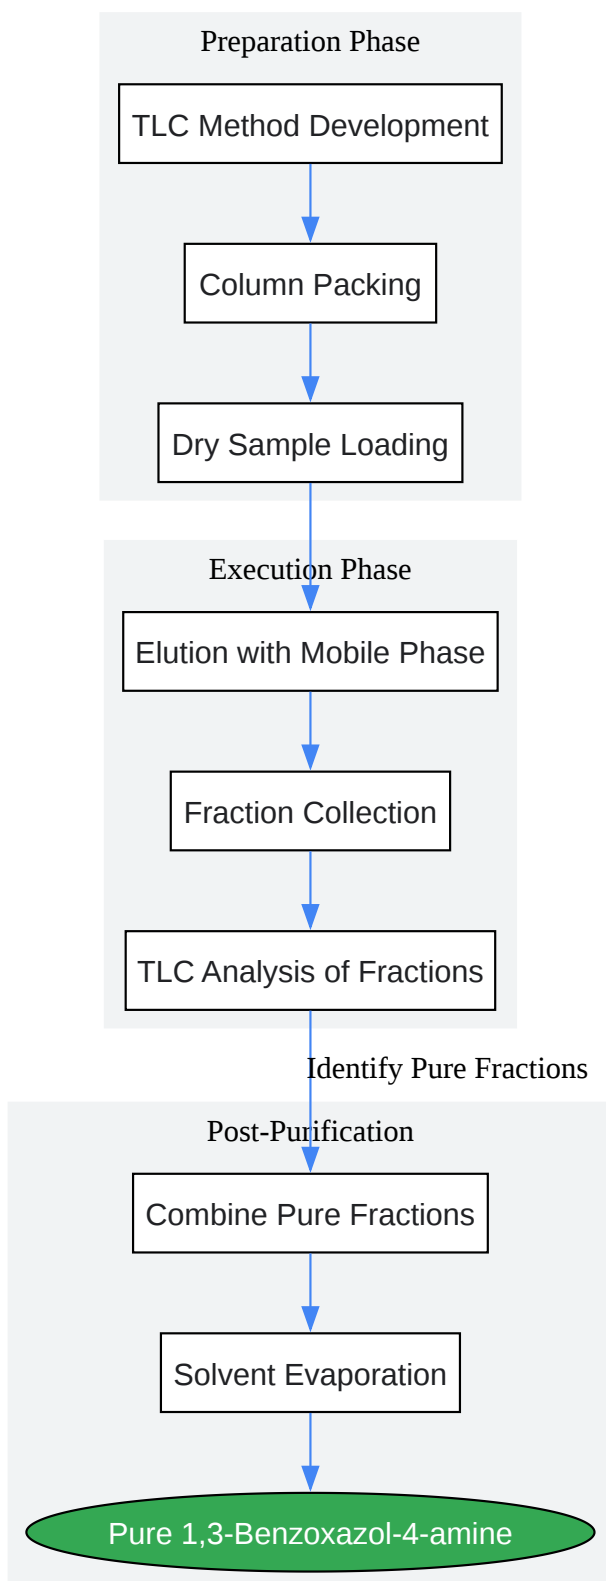 Preparation Phase
TLC Method Development
Column Packing
Dry Sample Loading
Execution Phase
Elution with Mobile Phase
Fraction Collection
TLC Analysis of Fractions
Identify Pure Fractions
Post-Purification
Combine Pure Fractions
Solvent Evaporation
Pure 1,3-Benzoxazol-4-amine